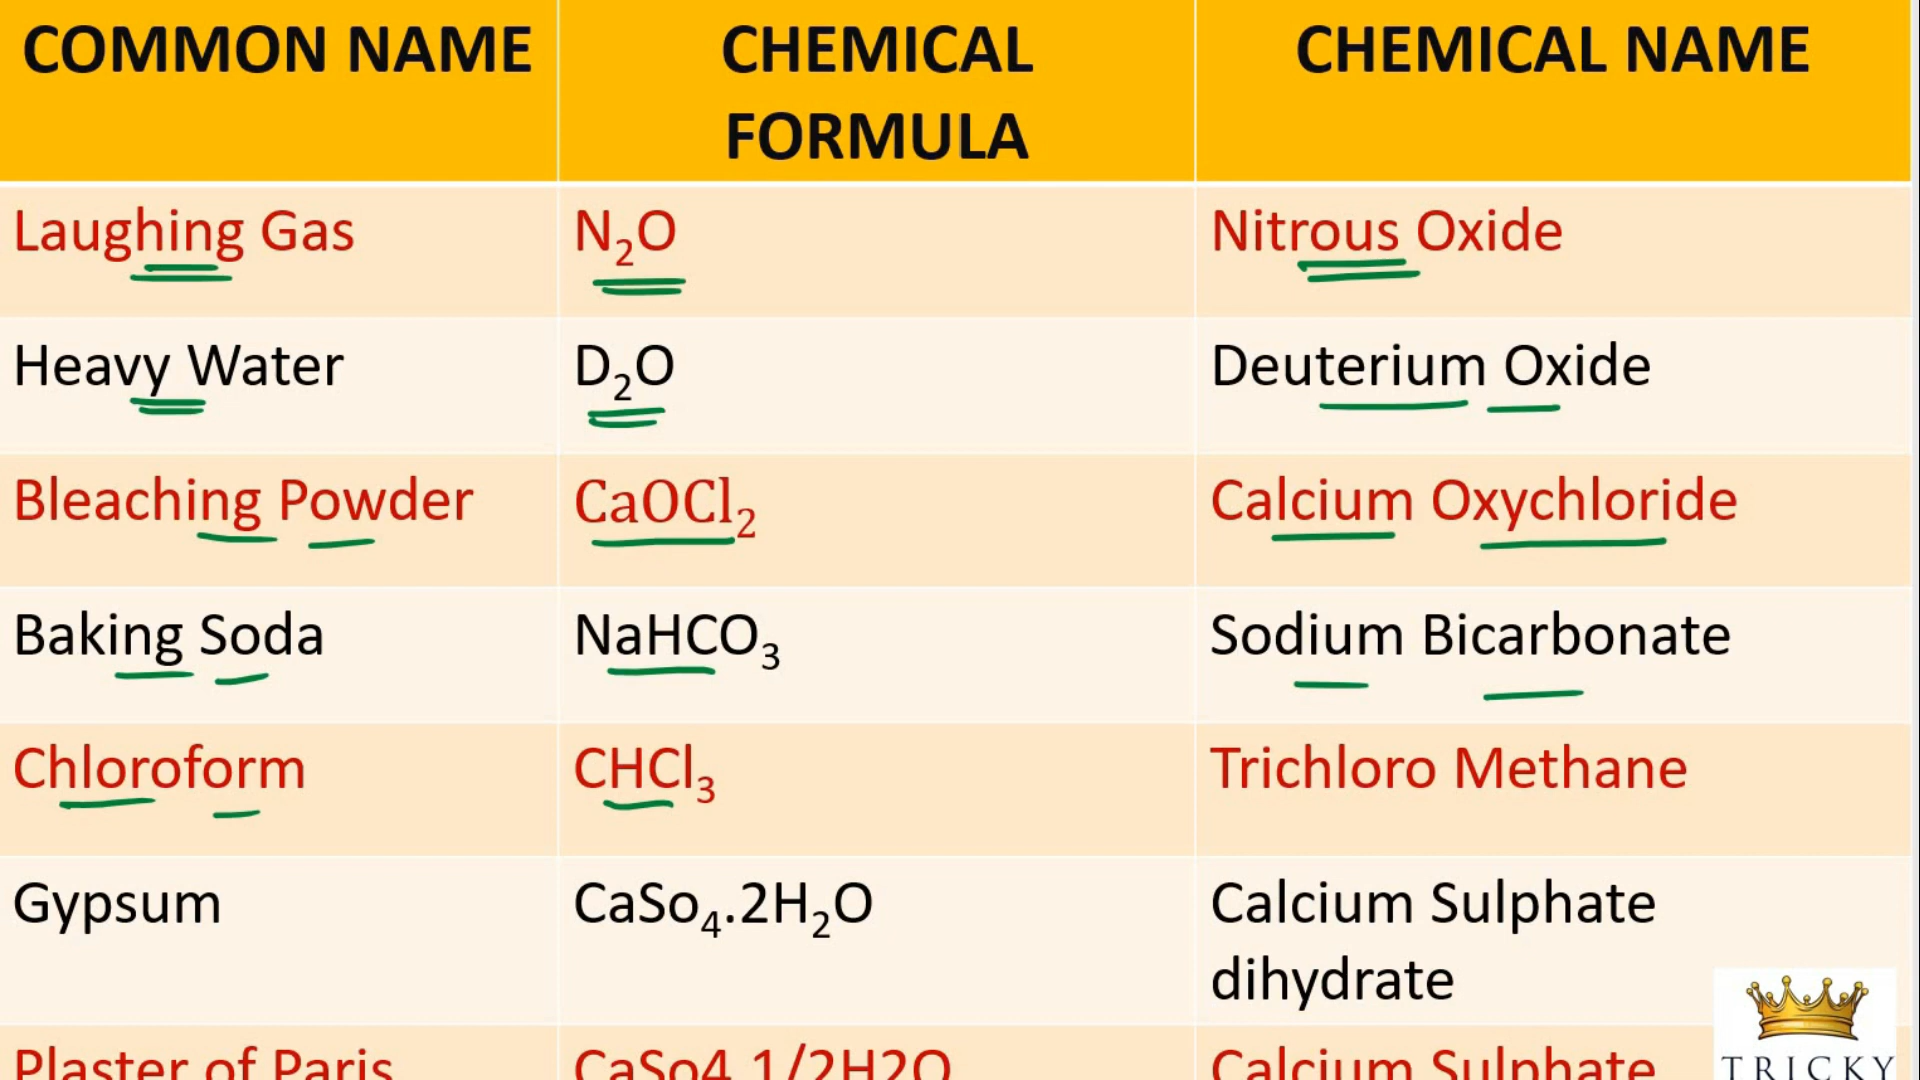 COMMON NAME
CHEMICAL
FORMULA
CHEMICAL NAME
Laughing Gas
N₂O
Nitrous Oxide
Heavy Water
D₂O
Deuterium Oxide
Bleaching Powder
CaOCl₂
Calcium Oxychloride
Baking Soda
NaHCO₃
Sodium Bicarbonate
Chloroform
CHCl₃
Trichloro Methane
Gypsum
CaSo₄.2H₂O
Calcium Sulphate
dihydrate
Plaster of Paris
CaSo4.1/2H2O
Calcium Sulphate
TRICKY